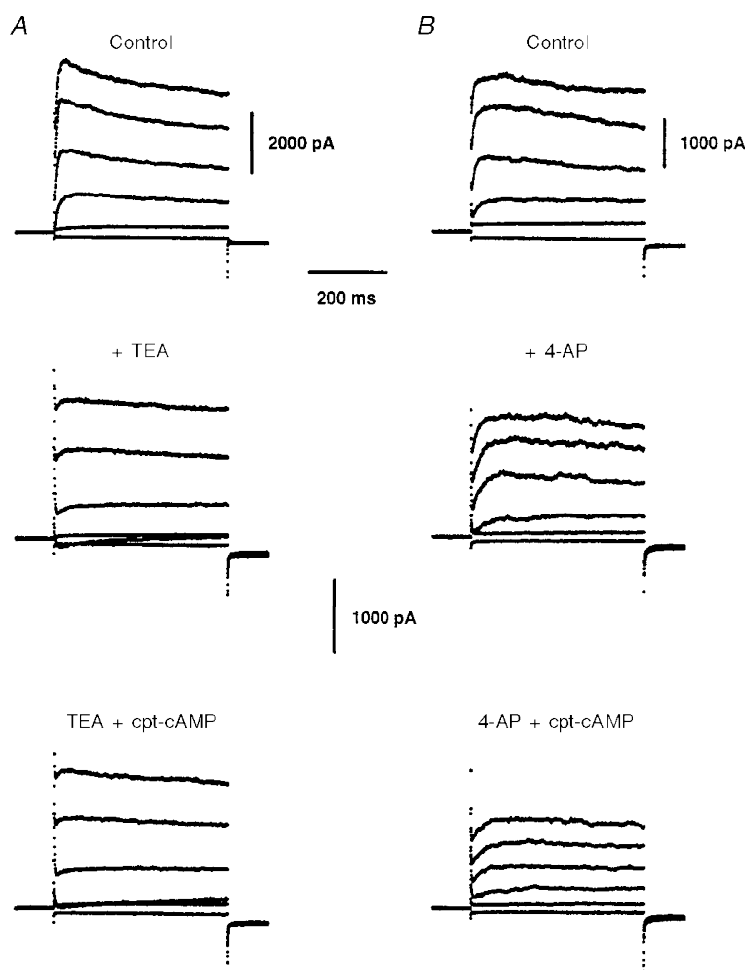 A
B
Control
Control
2000 pA
1000 pA
200 ms
+ TEA
+ 4-AP
1000 pA
TEA + cpt-cAMP
4-AP + cpt-cAMP